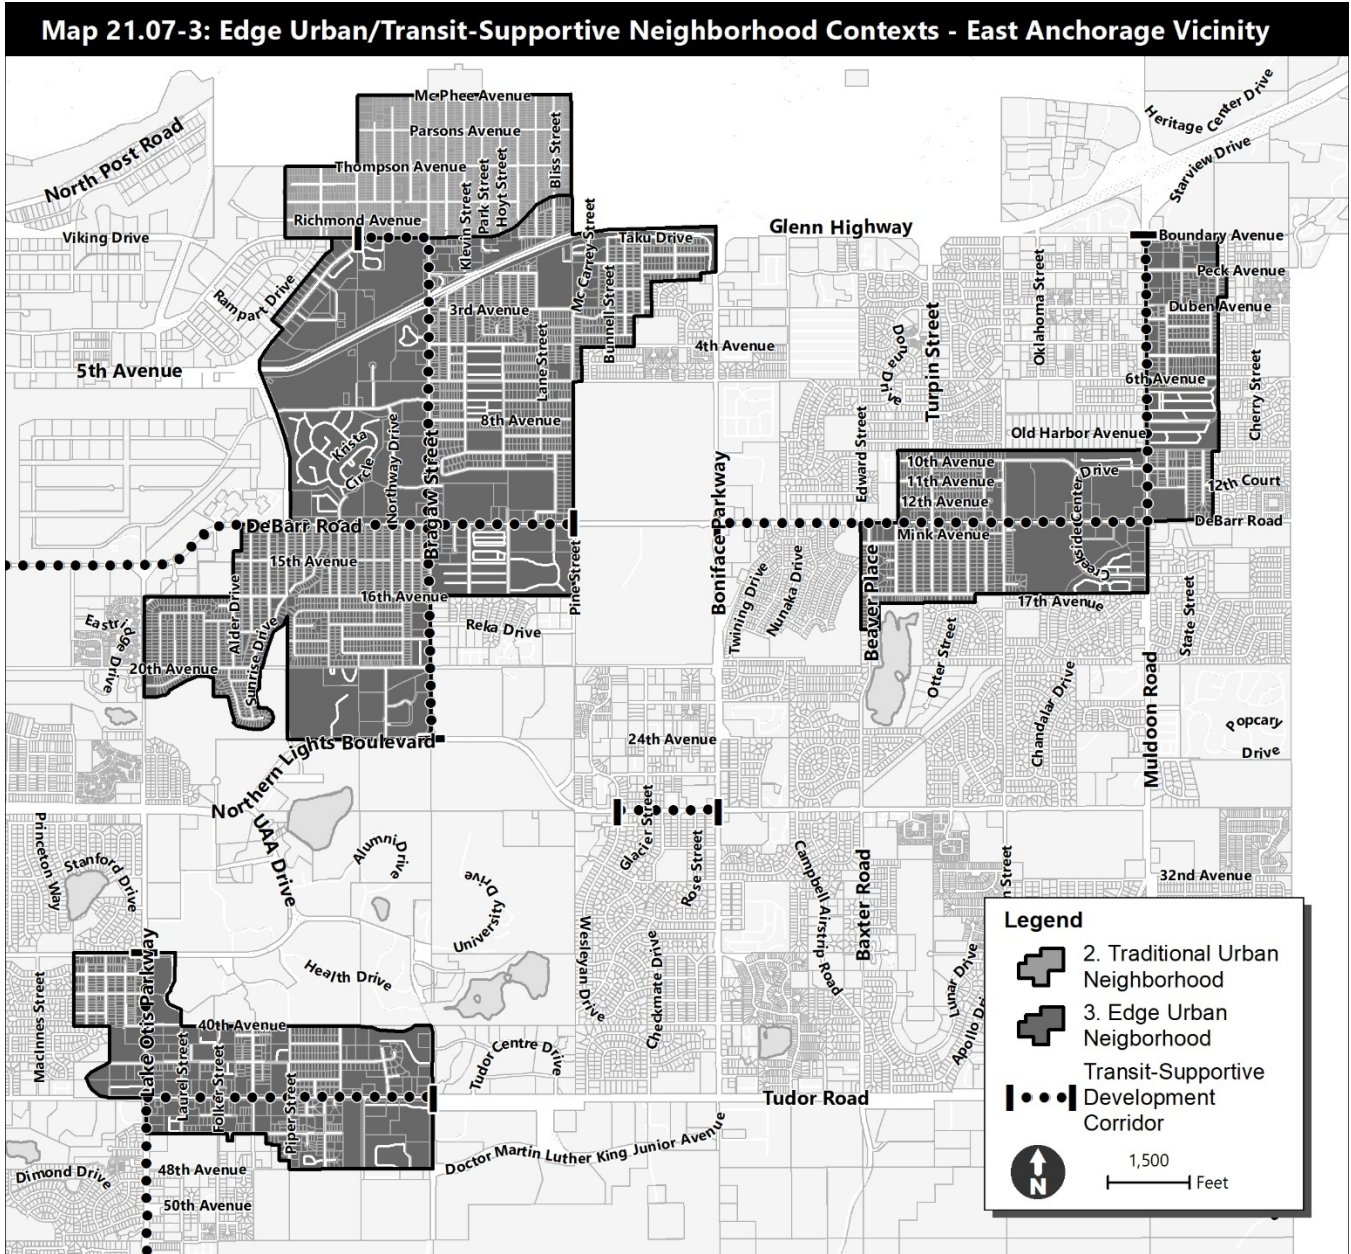 Map 21.07-3: Edge Urban/Transit-Supportive Neighborhood Contexts - East Anchorage Vicinity
Mc Phee Avenue
Heritage Center Drive
Parsons Avenue
North Post Road
Starview Drive
Thompson Avenue
Bliss Street
Klevin Street
Park Street
Hoyt Street
Richmond Avenue
Mc Carrey Street
Viking Drive
Taku Drive
Glenn Highway
Boundary Avenue
Oklahoma Street
Peck Avenue
Rampart Drive
3rd Avenue
Bunnell Street
Duben Avenue
Turpin Street
Donna Drive
4th Avenue
Lane Street
5th Avenue
6th Avenue
Cherry Street
8th Avenue
Krista Circle
Northway Drive
Bragaw Street
Edward Street
Old Harbor Avenue
10th Avenue
Creekside Center Drive
11th Avenue
12th Court
12th Avenue
Boniface Parkway
DeBarr Road
DeBarr Road
Mink Avenue
15th Avenue
Pine Street
Beaver Place
Twining Drive
Nunaka Drive
16th Avenue
17th Avenue
State Street
Alder Drive
Eastridge Drive
Reka Drive
Sunrise Drive
20th Avenue
Otter Street
Chandalar Drive
Muldoon Road
Popcary Drive
24th Avenue
Northern Lights Boulevard
UAA Drive
Glacier Street
Rose Street
Princeton Way
Stanford Drive
Alumni Drive
University Drive
Campbell Airstrip Road
Baxter Road
32nd Avenue
n Street
Wesleyan Drive
Checkmate Drive
Lunar Drive
Apollo Dri
Health Drive
Lake Otis Parkway
MacInnes Street
40th Avenue
Laurel Street
Folker Street
Piper Street
Tudor Centre Drive
Tudor Road
Doctor Martin Luther King Junior Avenue
48th Avenue
Dimond Drive
50th Avenue
Legend
2. Traditional Urban
Neighborhood
3. Edge Urban
Neigborhood
Transit-Supportive
Development
Corridor
N
1,500
Feet